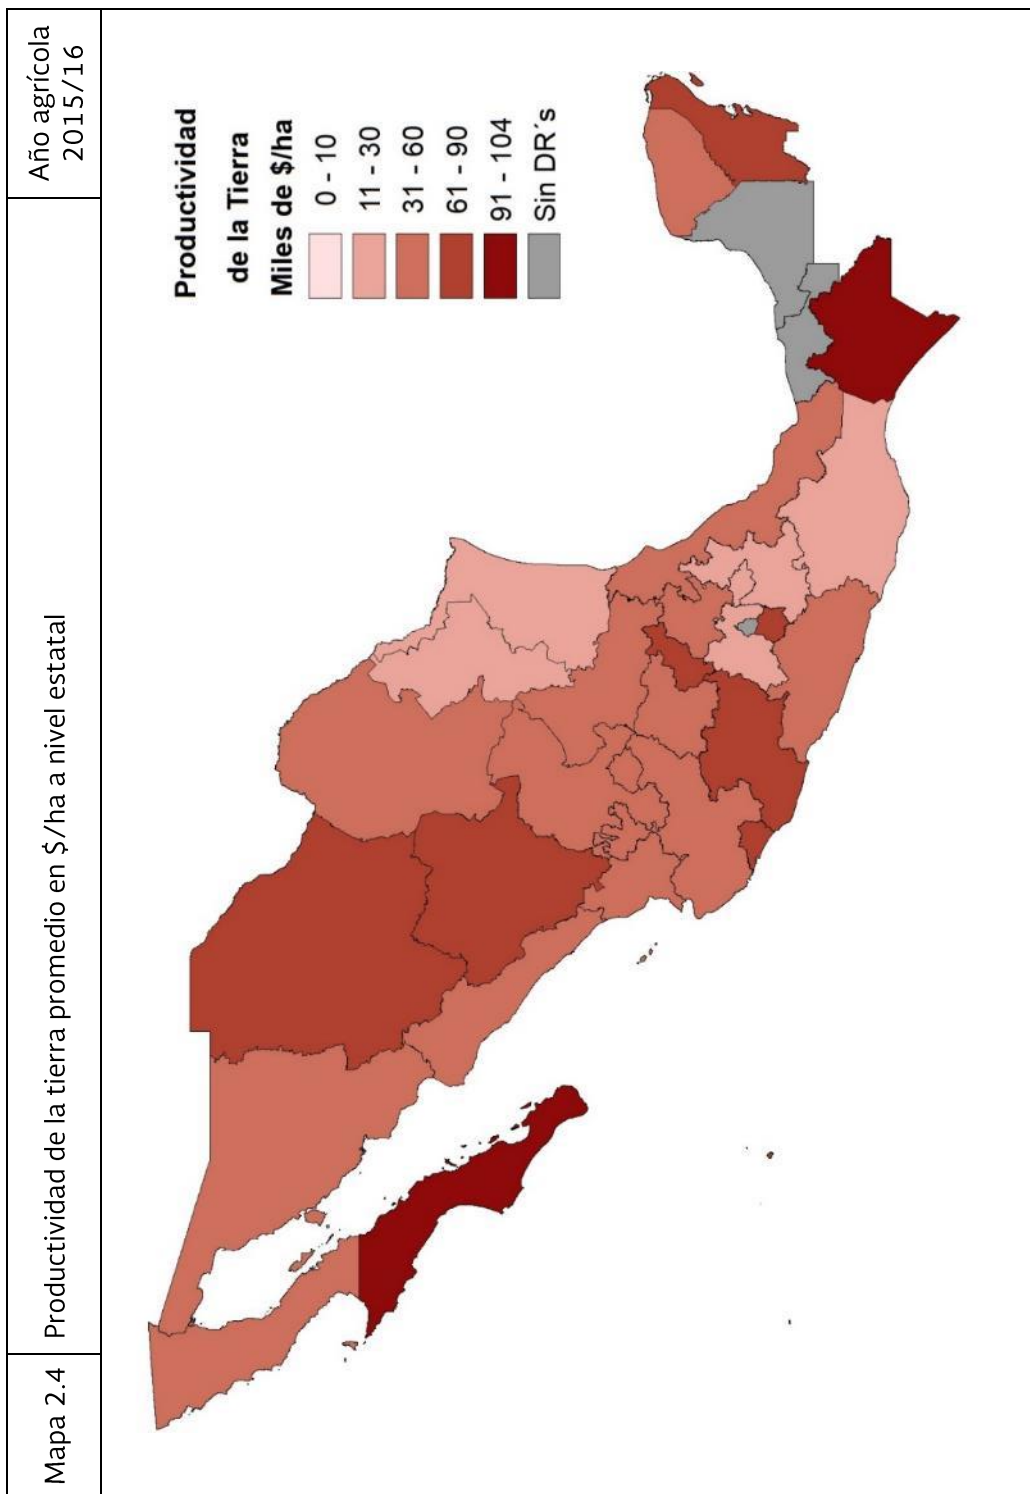 Mapa 2.4
Productividad de la tierra promedio en $/ha a nivel estatal
Año agrícola
2015/16
Productividad
de la Tierra
Miles de $/ha
0 - 10
11 - 30
31 - 60
61 - 90
91 - 104
Sin DR´s